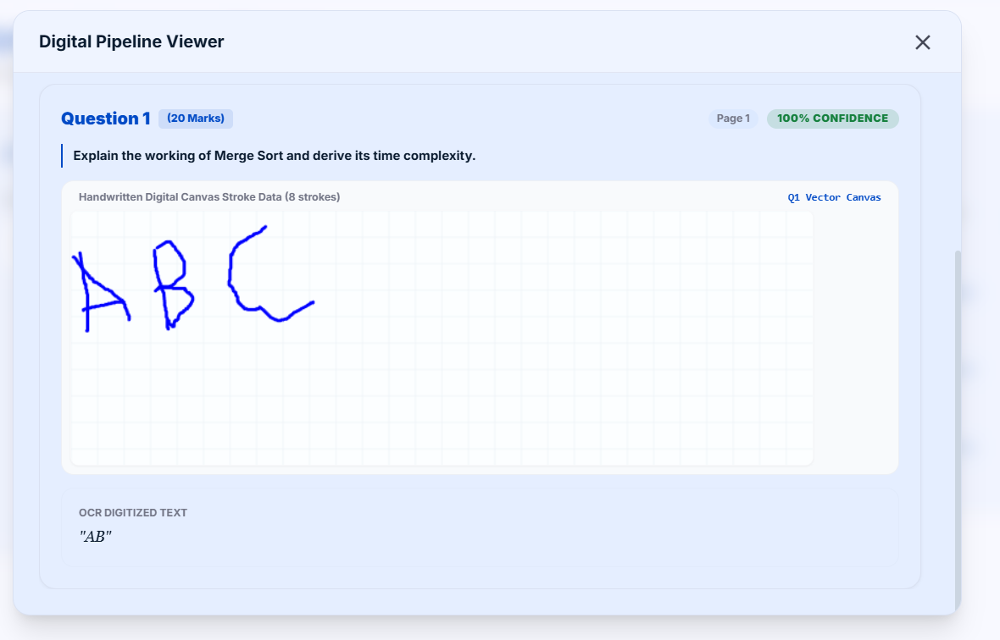 Digital Pipeline Viewer
Question 1 (20 Marks) Page 1 100% CONFIDENCE
Explain the working of Merge Sort and derive its time complexity.
Handwritten Digital Canvas Stroke Data (8 strokes) Q1 Vector Canvas
A B C
OCR DIGITIZED TEXT
"AB"